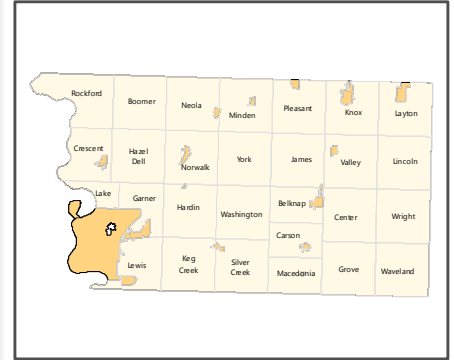 Rockford
Boomer
Neola
Minden
Pleasant
Knox
Layton
Crescent
Hazel
Dell
Norwalk
York
James
Valley
Lincoln
Lake
Garner
Hardin
Washington
Belknap
Center
Wright
Carson
Lewis
Keg
Creek
Silver
Creek
Macedonia
Grove
Waveland